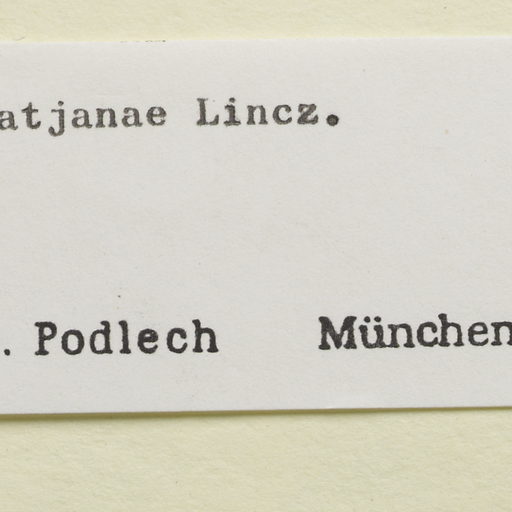 atjanae Lincz.
. Podlech München